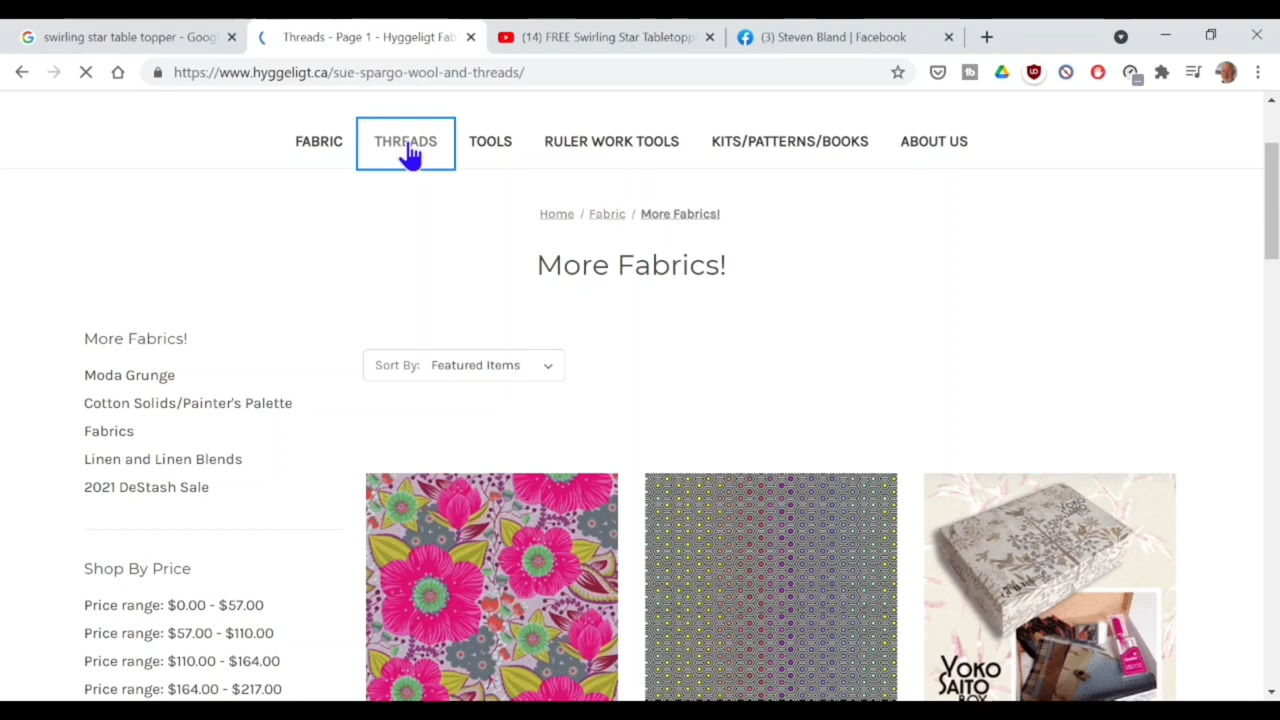 swirling star table topper - Goog
Threads - Page 1 - Hyggeligt Fab
(14) FREE Swirling Star Tabletopp
(3) Steven Bland | Facebook
https://www.hyggeligt.ca/sue-spargo-wool-and-threads/
FABRIC
THREADS
TOOLS
RULER WORK TOOLS
KITS/PATTERNS/BOOKS
ABOUT US
Home / Fabric / More Fabrics!
More Fabrics!
More Fabrics!
Moda Grunge
Cotton Solids/Painter's Palette
Fabrics
Linen and Linen Blends
2021 DeStash Sale
Sort By: Featured Items
Shop By Price
Price range: $0.00 - $57.00
Price range: $57.00 - $110.00
Price range: $110.00 - $164.00
Price range: $164.00 - $217.00
YOKO
SAITO
BOX